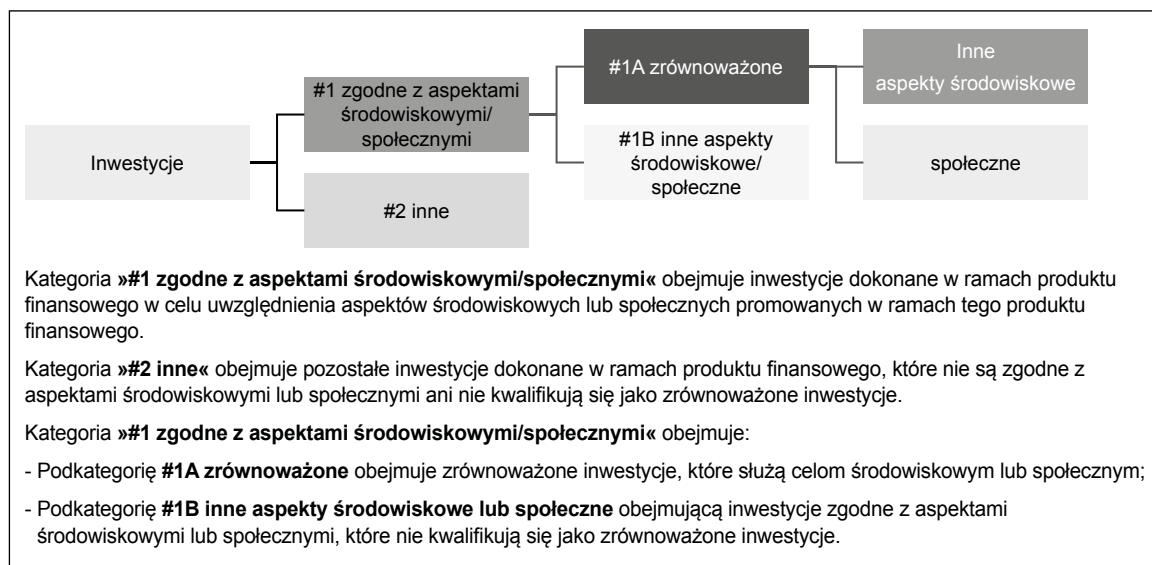 Inwestycje
#1 zgodne z aspektami
środowiskowymi/
społecznymi
#2 inne
#1A zrównoważone
#1B inne aspekty
środowiskowe/
społeczne
Inne
aspekty środowiskowe
społeczne
Kategoria »#1 zgodne z aspektami środowiskowymi/społecznymi« obejmuje inwestycje dokonane w ramach produktu
finansowego w celu uwzględnienia aspektów środowiskowych lub społecznych promowanych w ramach tego produktu
finansowego.
Kategoria »#2 inne« obejmuje pozostałe inwestycje dokonane w ramach produktu finansowego, które nie są zgodne z
aspektami środowiskowymi lub społecznymi ani nie kwalifikują się jako zrównoważone inwestycje.
Kategoria »#1 zgodne z aspektami środowiskowymi/społecznymi« obejmuje:
- Podkategorię #1A zrównoważone obejmuje zrównoważone inwestycje, które służą celom środowiskowym lub społecznym;
- Podkategorię #1B inne aspekty środowiskowe lub społeczne obejmującą inwestycje zgodne z aspektami
środowiskowymi lub społecznymi, które nie kwalifikują się jako zrównoważone inwestycje.